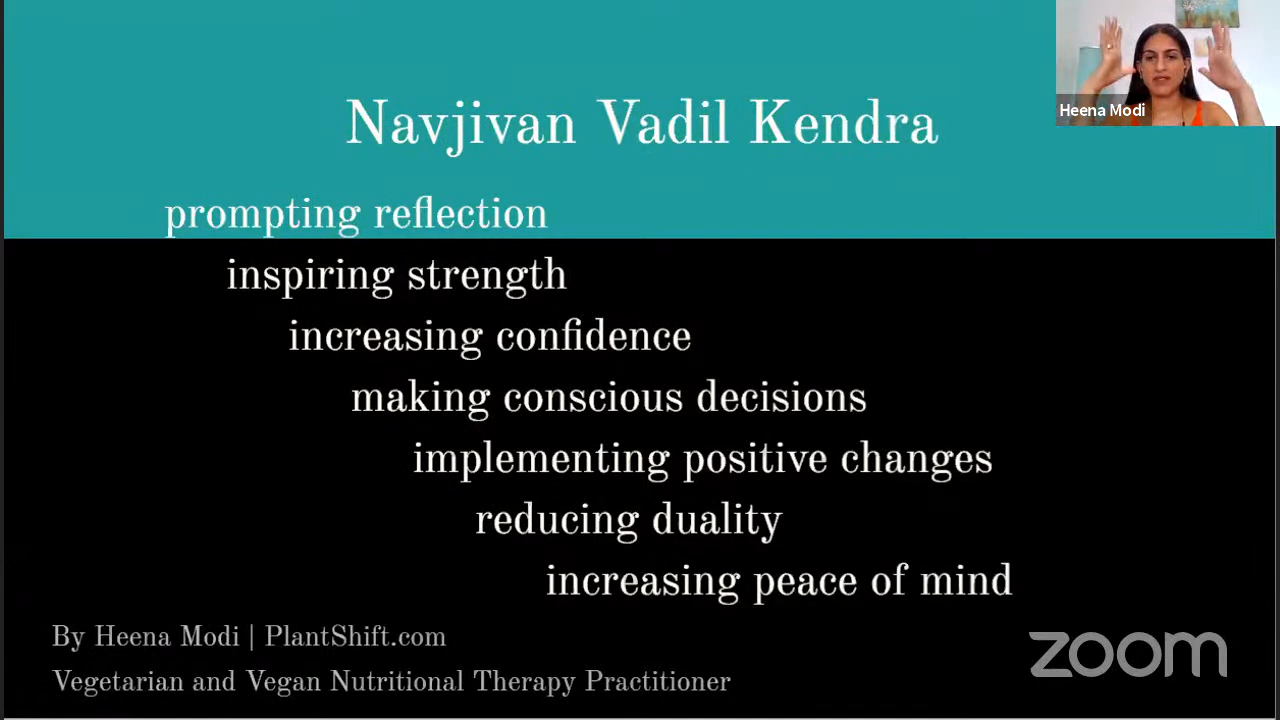 Navjivan Vadil Kendra
Heena Modi
prompting reflection
inspiring strength
increasing confidence
making conscious decisions
implementing positive changes
reducing duality
increasing peace of mind
By Heena Modi | PlantShift.com
Vegetarian and Vegan Nutritional Therapy Practitioner
zoom